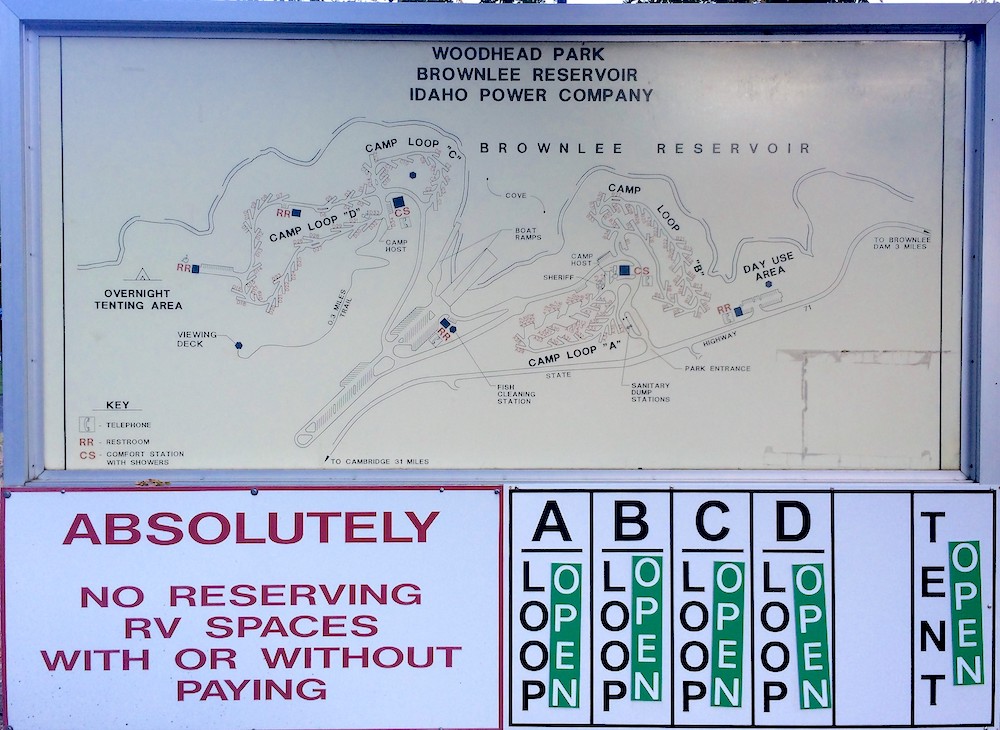 WOODHEAD PARK
BROWNLEE RESERVOIR
IDAHO POWER COMPANY
BROWNLEE RESERVOIR
CAMP LOOP "C"
CAMP LOOP "D"
RR
CS
CAMP
HOST
RR
OVERNIGHT
TENTING AREA
VIEWING
DECK
0.3 MILES
TRAIL
COVE
BOAT
RAMPS
CAMP LOOP "B"
CAMP
HOST
SHERIFF
CS
DAY USE
AREA
RR
TO BROWNLEE
DAM 3 MILES
HIGHWAY
71
RR
CAMP LOOP "A"
STATE
PARK ENTRANCE
FISH
CLEANING
STATION
SANITARY
DUMP
STATIONS
TO CAMBRIDGE 31 MILES
KEY
- TELEPHONE
RR - RESTROOM
CS - COMFORT STATION
WITH SHOWERS
ABSOLUTELY
NO RESERVING
RV SPACES
WITH OR WITHOUT
PAYING
A
LOOP
OPEN
B
LOOP
OPEN
C
LOOP
OPEN
D
LOOP
OPEN
TENT
OPEN